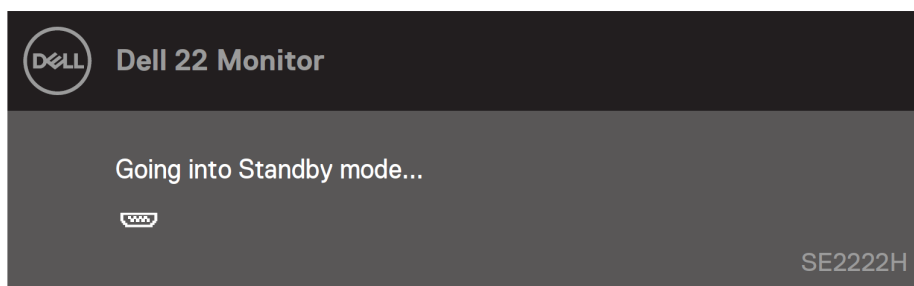 DELL
Dell 22 Monitor
Going into Standby mode...
SE2222H